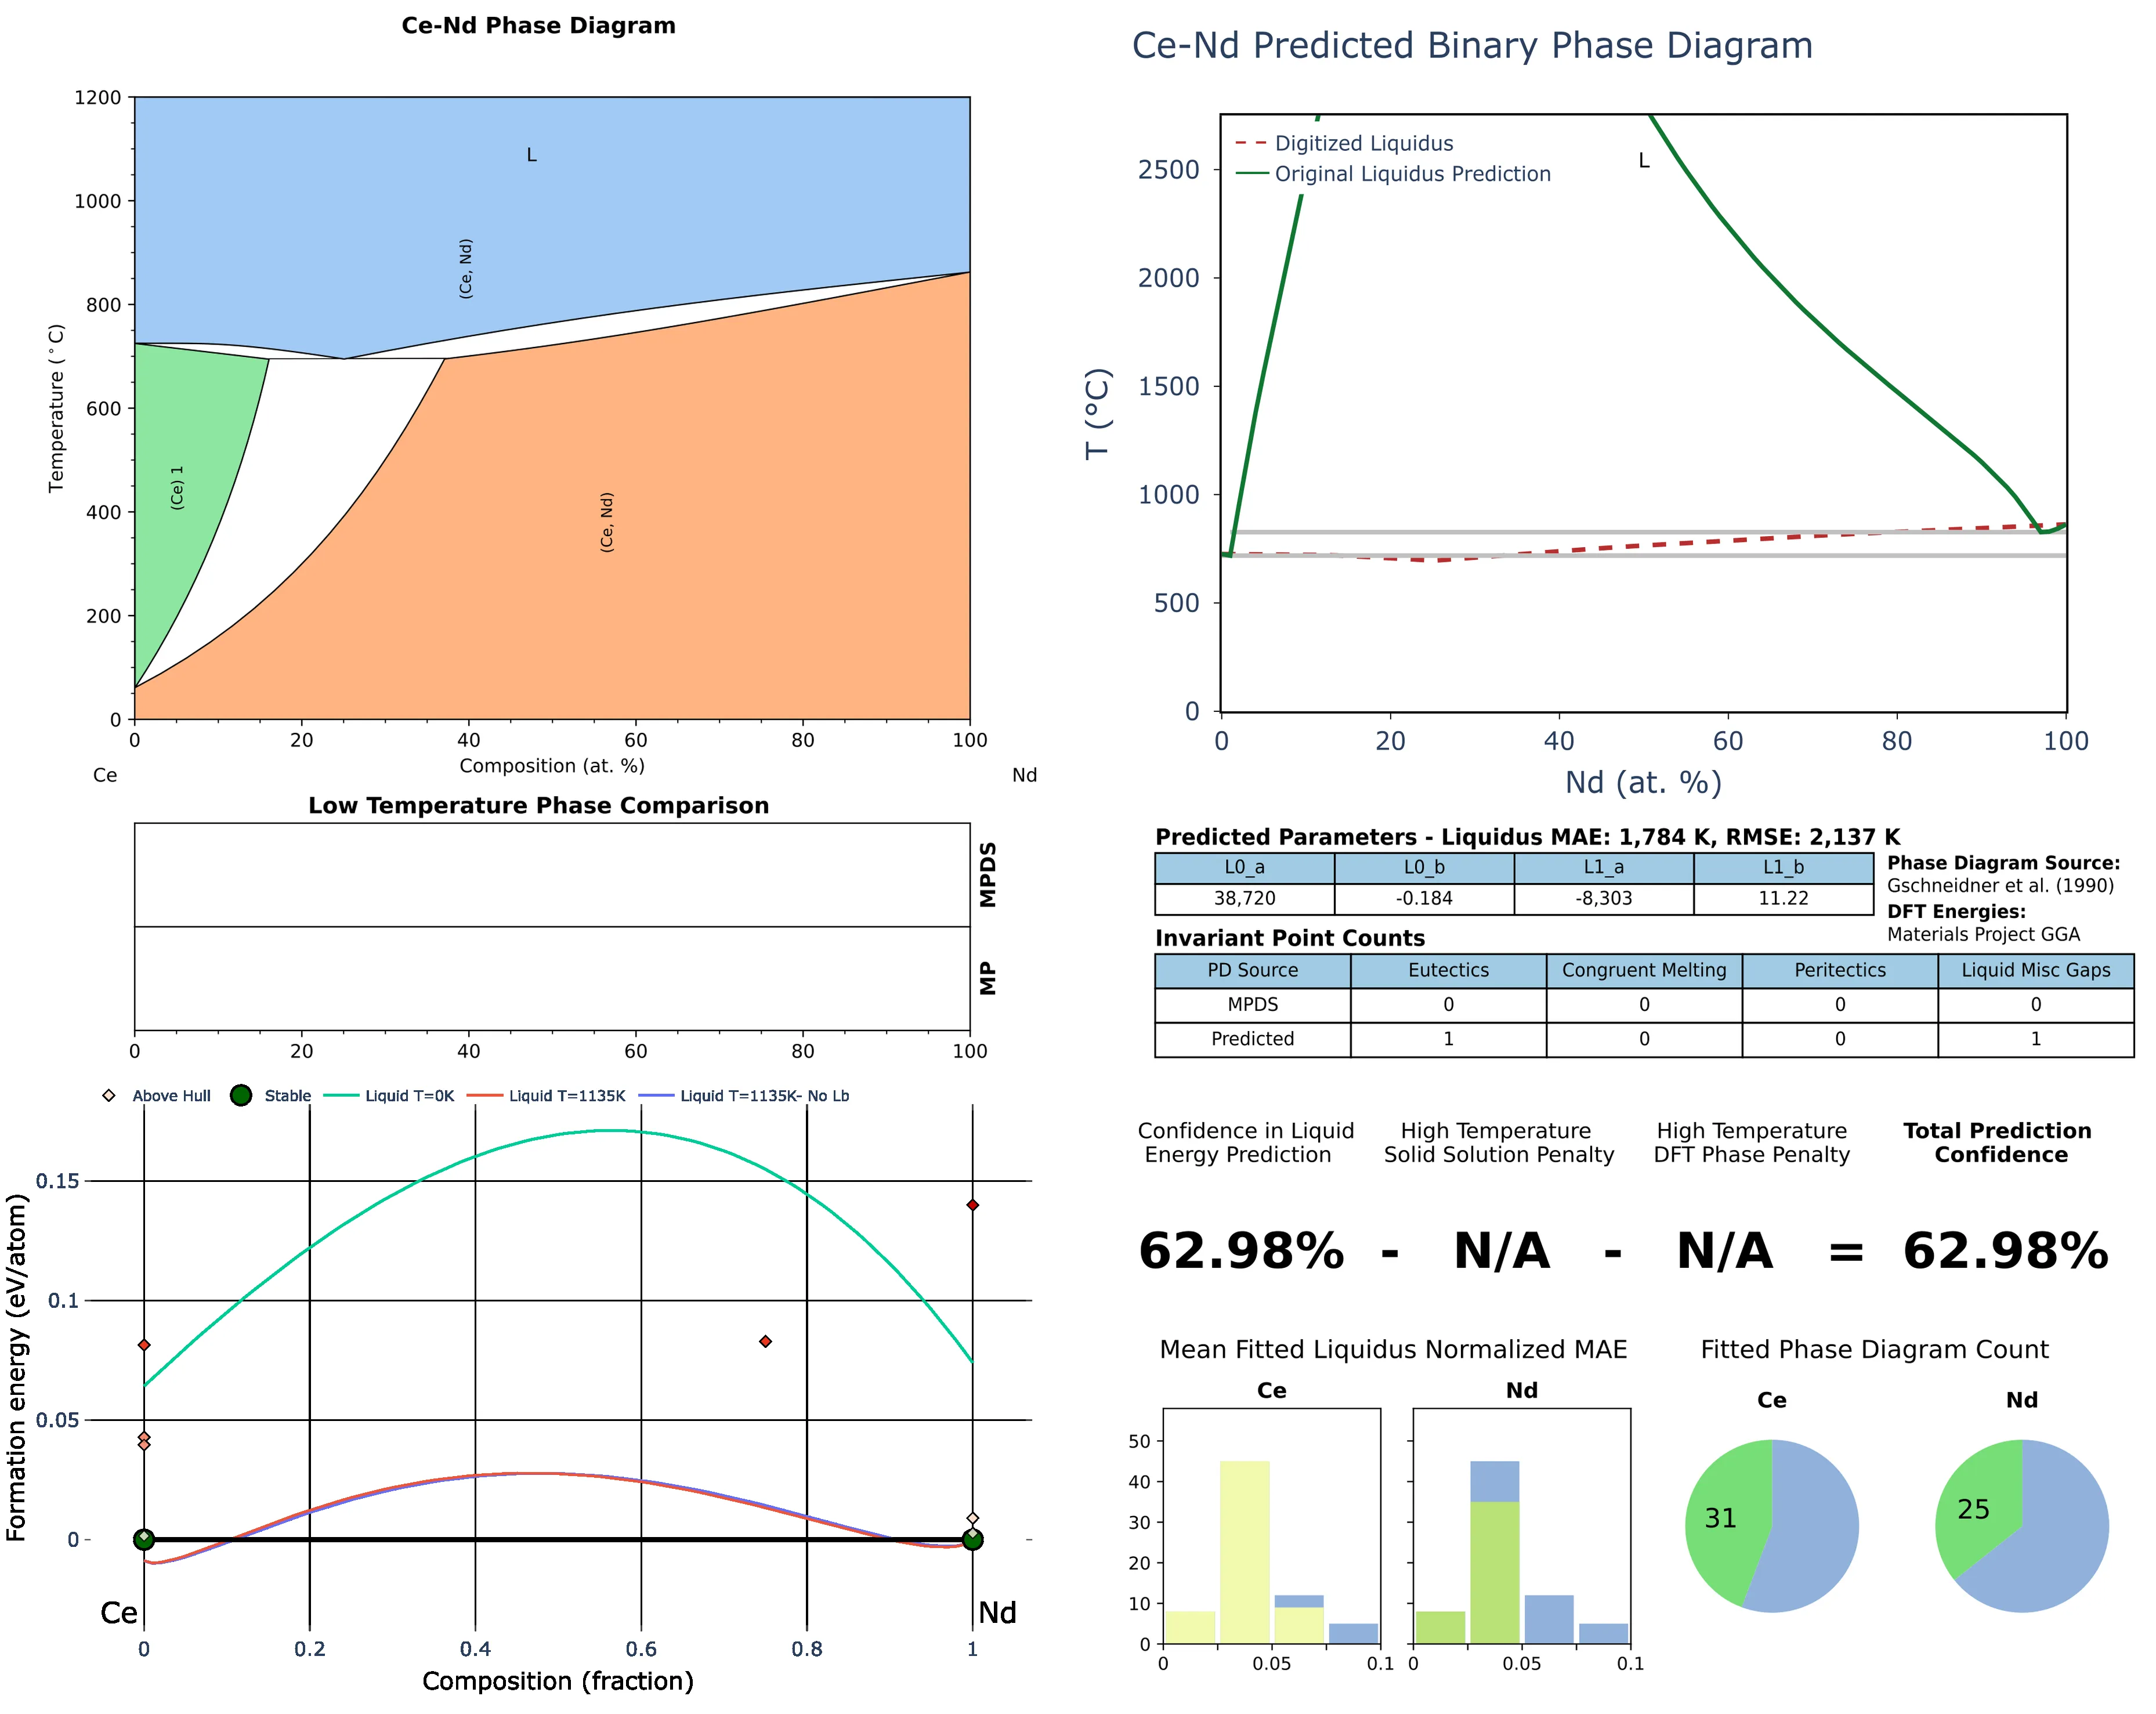 Ce-Nd Phase Diagram
1200
1000
800
600
400
200
0
Temperature (°C)
L
(Ce, Nd)
(Ce) 1
(Ce, Nd)
0 20 40 60 80 100
Composition (at. %)
Ce Nd
Low Temperature Phase Comparison
MPDS
MP
0 20 40 60 80 100
Above Hull Stable Liquid T=0K Liquid T=1135K Liquid T=1135K- No Lb
0.15
0.1
0.05
0
Formation energy (eV/atom)
Ce Nd
0 0.2 0.4 0.6 0.8 1
Composition (fraction)
Ce-Nd Predicted Binary Phase Diagram
Digitized Liquidus
Original Liquidus Prediction
L
2500
2000
1500
1000
500
0
T (°C)
0 20 40 60 80 100
Nd (at. %)
Predicted Parameters - Liquidus MAE: 1,784 K, RMSE: 2,137 K
L0_a L0_b L1_a L1_b
38,720 -0.184 -8,303 11.22
Phase Diagram Source:
Gschneidner et al. (1990)
DFT Energies:
Materials Project GGA
Invariant Point Counts
PD Source Eutectics Congruent Melting Peritectics Liquid Misc Gaps
MPDS 0 0 0 0
Predicted 1 0 0 1
Confidence in Liquid
Energy Prediction
High Temperature
Solid Solution Penalty
High Temperature
DFT Phase Penalty
Total Prediction
Confidence
62.98% - N/A - N/A = 62.98%
Mean Fitted Liquidus Normalized MAE
Ce Nd
50
40
30
20
10
0
0 0.05 0.1 0 0.05 0.1
Fitted Phase Diagram Count
Ce Nd
31 25